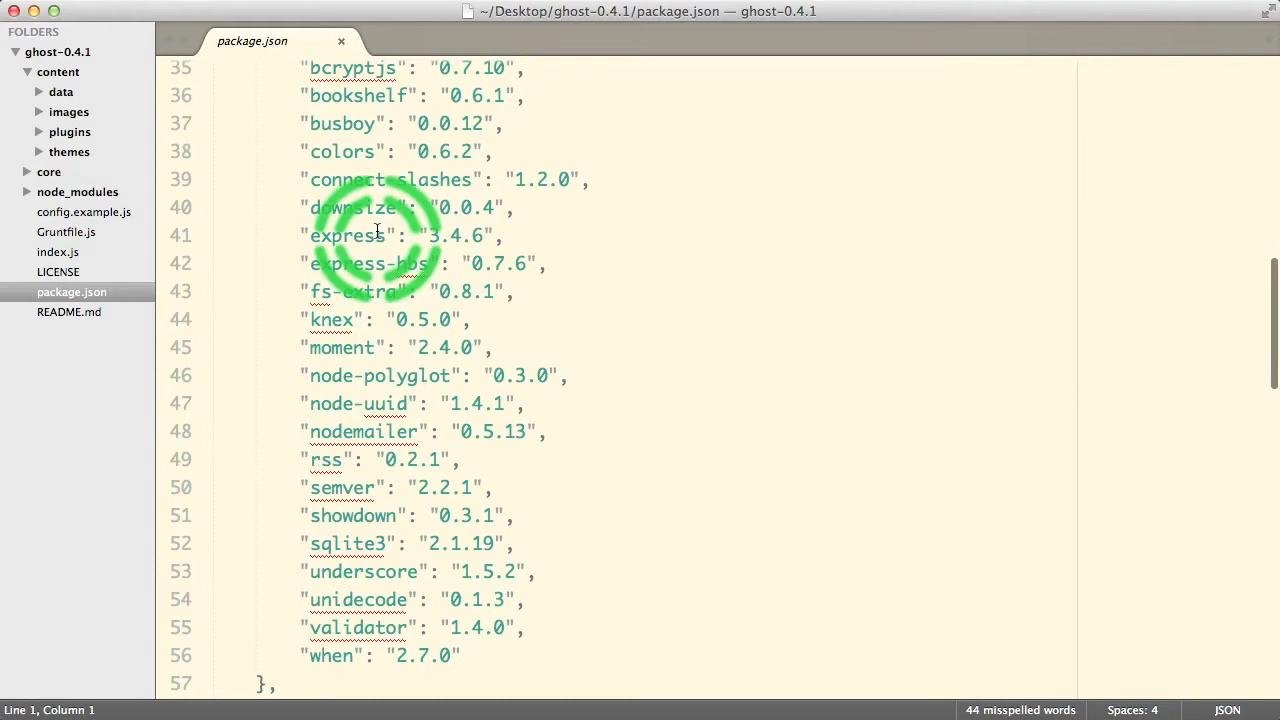 ~/Desktop/ghost-0.4.1/package.json — ghost-0.4.1
FOLDERS
ghost-0.4.1
content
data
images
plugins
themes
core
node_modules
config.example.js
Gruntfile.js
index.js
LICENSE
package.json
README.md
package.json ×
35 "bcryptjs": "0.7.10",
36 "bookshelf": "0.6.1",
37 "busboy": "0.0.12",
38 "colors": "0.6.2",
39 "connect-slashes": "1.2.0",
40 "downsize": "0.0.4",
41 "express": "3.4.6",
42 "express-hbs": "0.7.6",
43 "fs-extra": "0.8.1",
44 "knex": "0.5.0",
45 "moment": "2.4.0",
46 "node-polyglot": "0.3.0",
47 "node-uuid": "1.4.1",
48 "nodemailer": "0.5.13",
49 "rss": "0.2.1",
50 "semver": "2.2.1",
51 "showdown": "0.3.1",
52 "sqlite3": "2.1.19",
53 "underscore": "1.5.2",
54 "unidecode": "0.1.3",
55 "validator": "1.4.0",
56 "when": "2.7.0"
57 },
Line 1, Column 1
44 misspelled words
Spaces: 4
JSON